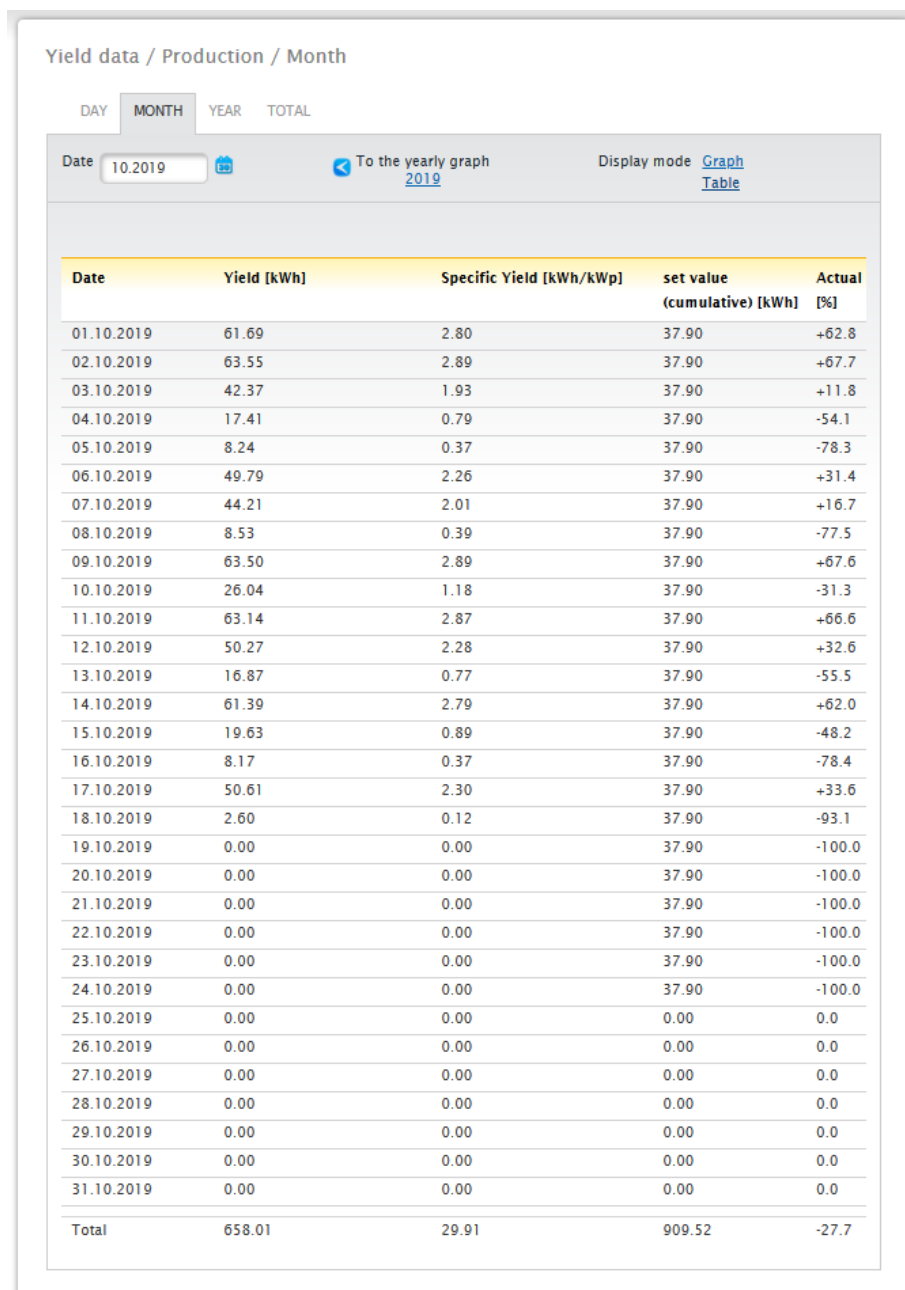 Yield data / Production / Month
DAY MONTH YEAR TOTAL
Date 10.2019 To the yearly graph Display mode Graph
2019 Table
Date Yield [kWh] Specific Yield [kWh/kWp] set value Actual
(cumulative) [kWh] [%]
01.10.2019 61.69 2.80 37.90 +62.8
02.10.2019 63.55 2.89 37.90 +67.7
03.10.2019 42.37 1.93 37.90 +11.8
04.10.2019 17.41 0.79 37.90 -54.1
05.10.2019 8.24 0.37 37.90 -78.3
06.10.2019 49.79 2.26 37.90 +31.4
07.10.2019 44.21 2.01 37.90 +16.7
08.10.2019 8.53 0.39 37.90 -77.5
09.10.2019 63.50 2.89 37.90 +67.6
10.10.2019 26.04 1.18 37.90 -31.3
11.10.2019 63.14 2.87 37.90 +66.6
12.10.2019 50.27 2.28 37.90 +32.6
13.10.2019 16.87 0.77 37.90 -55.5
14.10.2019 61.39 2.79 37.90 +62.0
15.10.2019 19.63 0.89 37.90 -48.2
16.10.2019 8.17 0.37 37.90 -78.4
17.10.2019 50.61 2.30 37.90 +33.6
18.10.2019 2.60 0.12 37.90 -93.1
19.10.2019 0.00 0.00 37.90 -100.0
20.10.2019 0.00 0.00 37.90 -100.0
21.10.2019 0.00 0.00 37.90 -100.0
22.10.2019 0.00 0.00 37.90 -100.0
23.10.2019 0.00 0.00 37.90 -100.0
24.10.2019 0.00 0.00 37.90 -100.0
25.10.2019 0.00 0.00 0.00 0.0
26.10.2019 0.00 0.00 0.00 0.0
27.10.2019 0.00 0.00 0.00 0.0
28.10.2019 0.00 0.00 0.00 0.0
29.10.2019 0.00 0.00 0.00 0.0
30.10.2019 0.00 0.00 0.00 0.0
31.10.2019 0.00 0.00 0.00 0.0
Total 658.01 29.91 909.52 -27.7